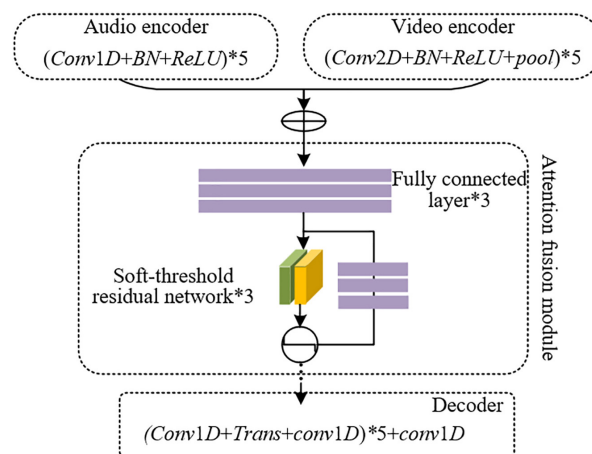 Audio encoder
(Conv1D+BN+ReLU)*5
Video encoder
(Conv2D+BN+ReLU+pool)*5
Fully connected
layer*3
Soft-threshold
residual network*3
Attention fusion module
Decoder
(Conv1D+Trans+conv1D)*5+conv1D